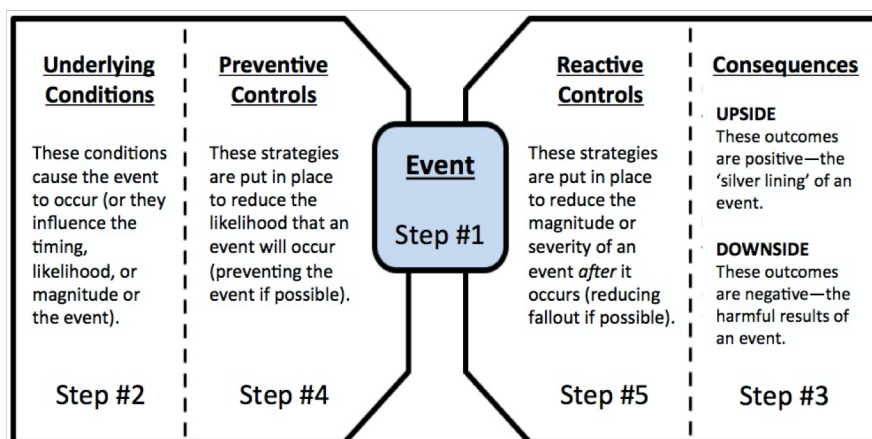 Underlying
Conditions
These conditions
cause the event
to occur (or they
influence the
timing,
likelihood, or
magnitude or
the event).
Step #2
Preventive
Controls
These strategies
are put in place
to reduce the
likelihood that an
event will occur
(preventing the
event if possible).
Step #4
Event
Step #1
Reactive
Controls
These strategies
are put in place
to reduce the
magnitude or
severity of an
event after it
occurs (reducing
fallout if possible).
Step #5
Consequences
UPSIDE
These outcomes
are positive—the
‘silver lining’ of an
event.
DOWNSIDE
These outcomes
are negative—the
harmful results of
an event.
Step #3